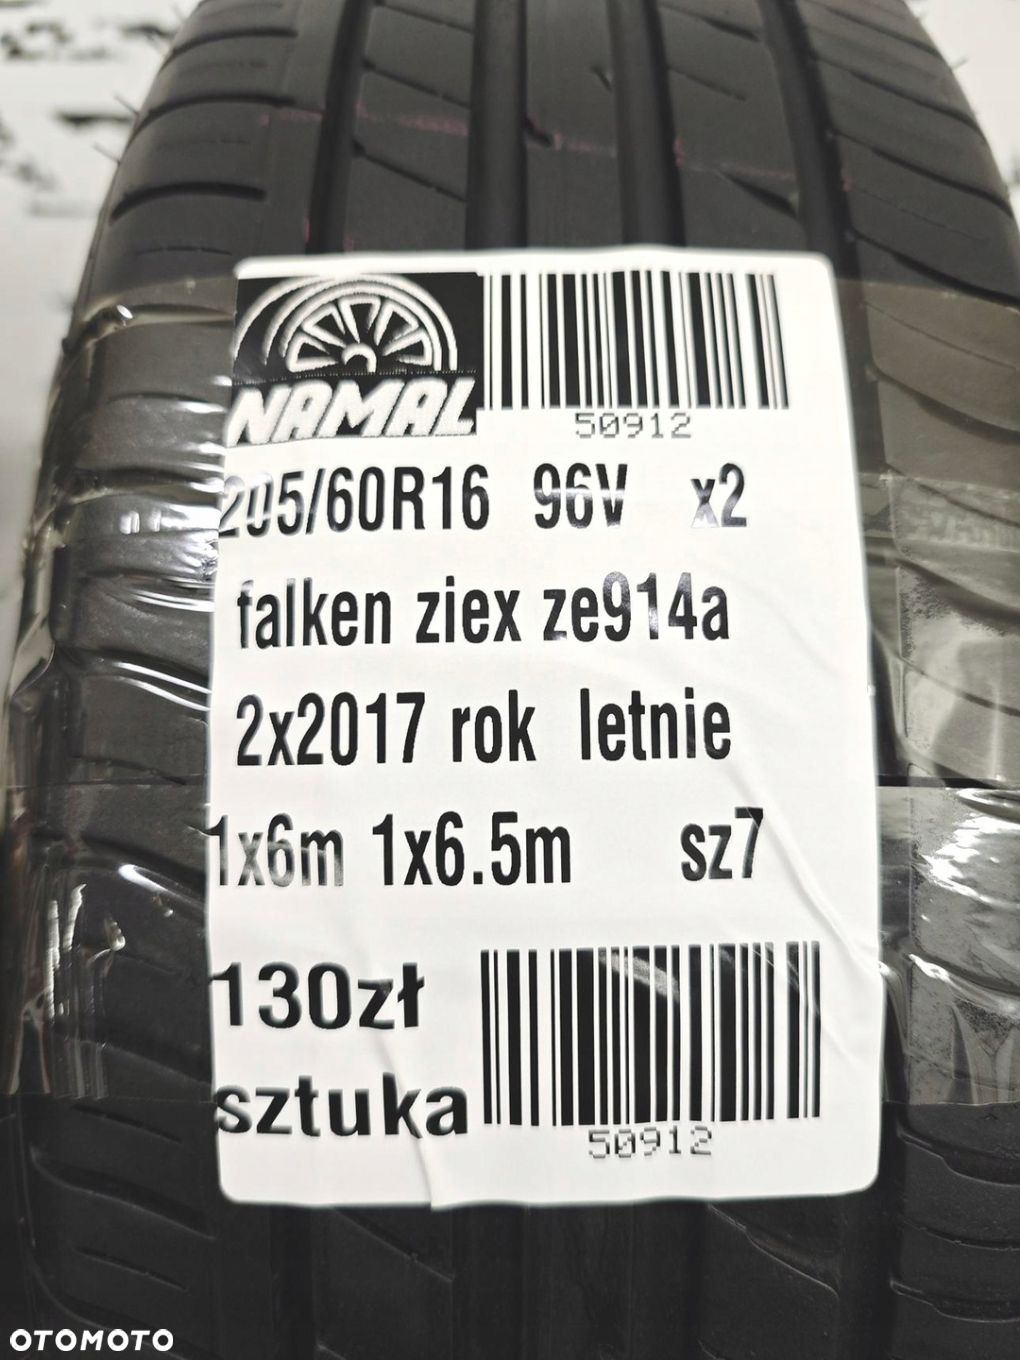 NAMAL
50912
205/60R16 96V x2
falken ziex ze914a
2x2017 rok letnie
1x6m 1x6.5m sz7
130zł
sztuka
50912
OTOMOTO